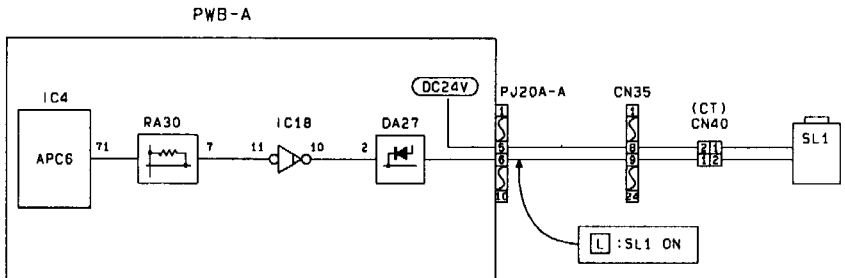 PWB-A
DC24V
PJ20A-A
CN35
(CT)
CN40
IC4
RA30
IC18
DA27
SL1
APC6
71
7
11
10
2
1
5
6
10
1
8
9
24
2 1
1 2
L :SL1 ON